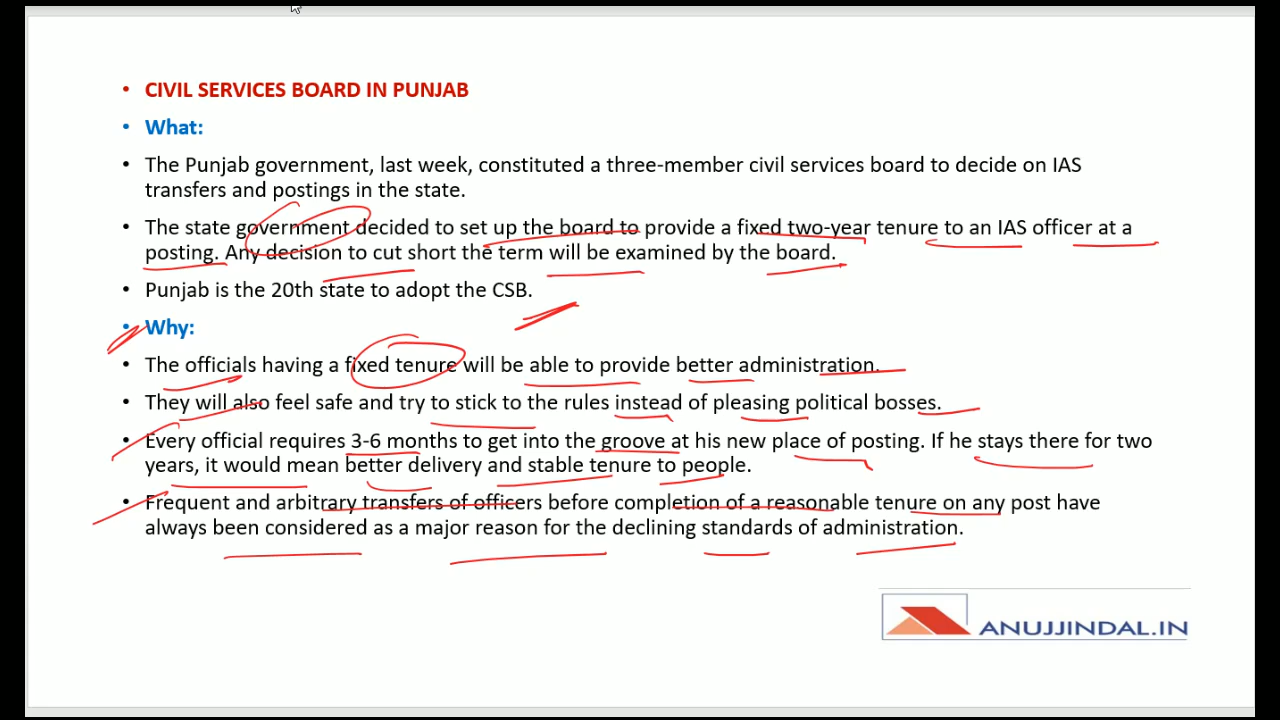 • CIVIL SERVICES BOARD IN PUNJAB
• What:
• The Punjab government, last week, constituted a three-member civil services board to decide on IAS
transfers and postings in the state.
• The state government decided to set up the board to provide a fixed two-year tenure to an IAS officer at a
posting. Any decision to cut short the term will be examined by the board.
• Punjab is the 20th state to adopt the CSB.
• Why:
• The officials having a fixed tenure will be able to provide better administration.
• They will also feel safe and try to stick to the rules instead of pleasing political bosses.
• Every official requires 3-6 months to get into the groove at his new place of posting. If he stays there for two
years, it would mean better delivery and stable tenure to people.
• Frequent and arbitrary transfers of officers before completion of a reasonable tenure on any post have
always been considered as a major reason for the declining standards of administration.
ANUJJINDAL.IN